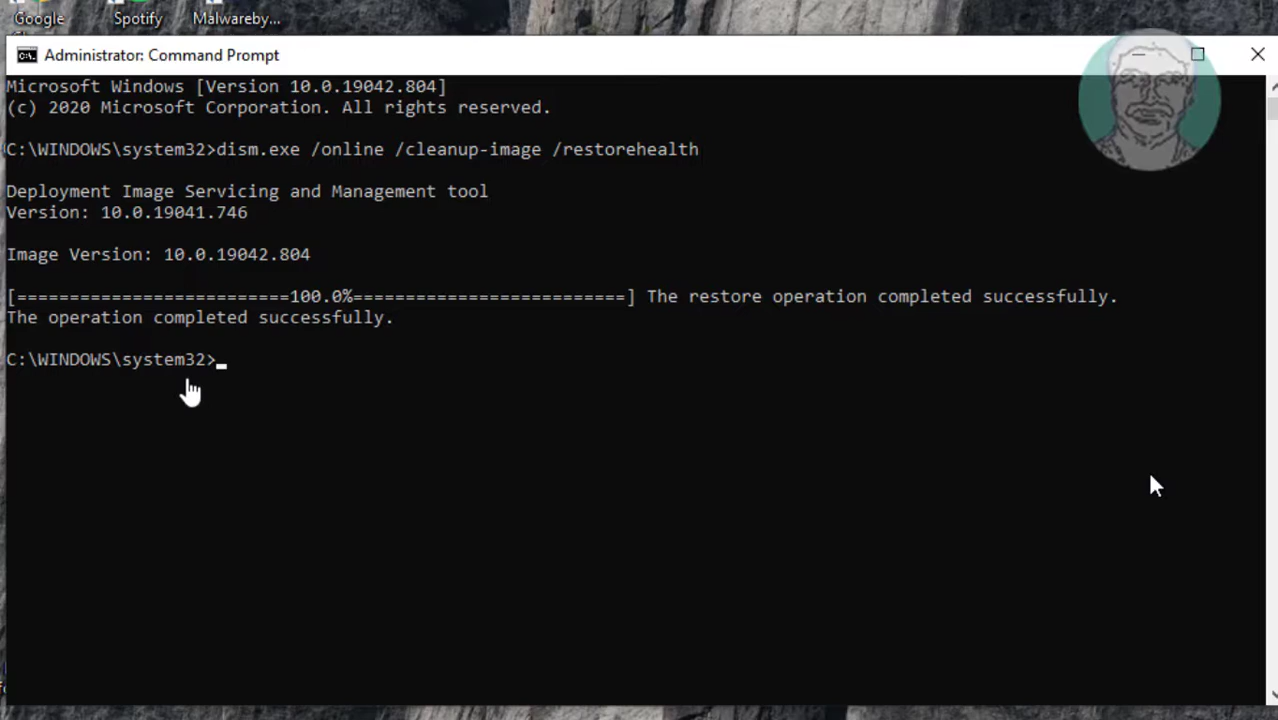 Google
Spotify
Malwareby...
Administrator: Command Prompt
Microsoft Windows [Version 10.0.19042.804]
(c) 2020 Microsoft Corporation. All rights reserved.
C:\WINDOWS\system32>dism.exe /online /cleanup-image /restorehealth
Deployment Image Servicing and Management tool
Version: 10.0.19041.746
Image Version: 10.0.19042.804
[==========================100.0%==========================] The restore operation completed successfully.
The operation completed successfully.
C:\WINDOWS\system32>